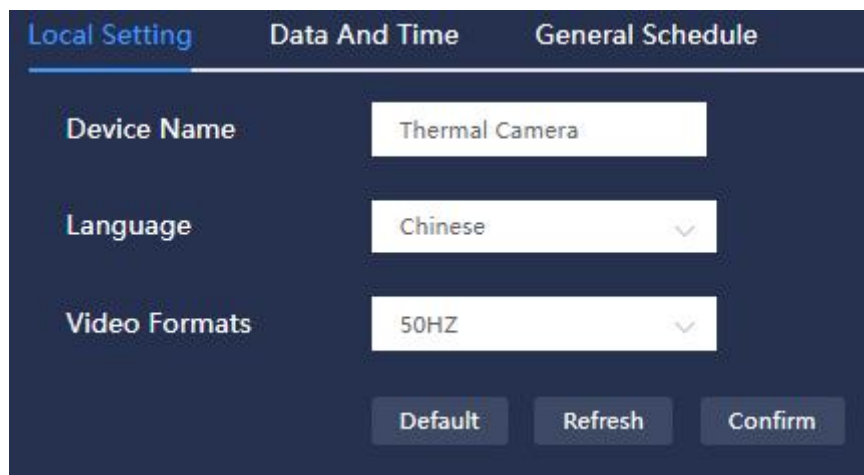 Local Setting Data And Time General Schedule
Device Name Thermal Camera
Language Chinese
Video Formats 50HZ
Default Refresh Confirm